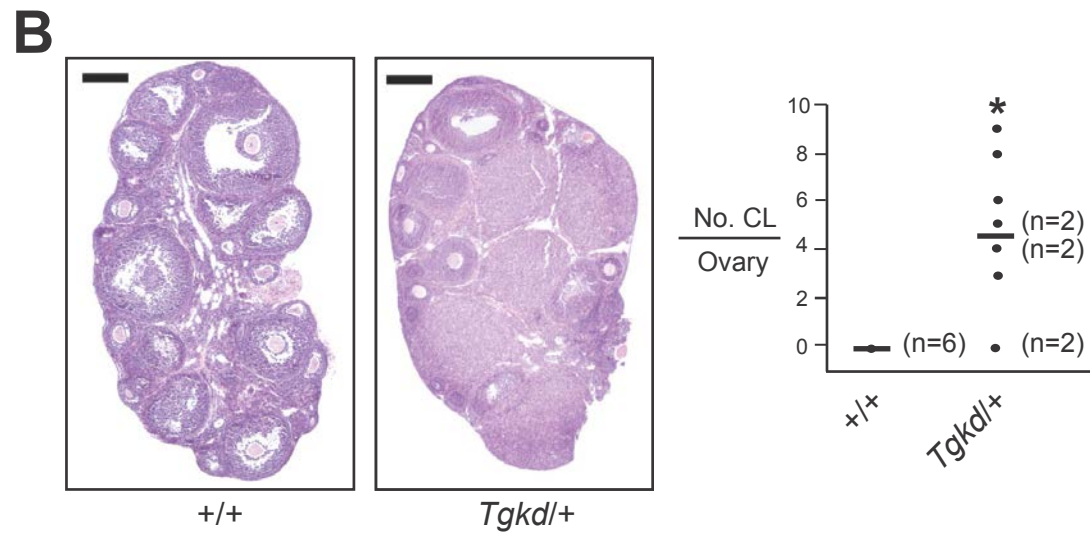 B
+/+
Tgkd/+
No. CL
Ovary
10
8
6
4
2
0
*
(n=2)
(n=2)
(n=6)
(n=2)
+/+
Tgkd/+